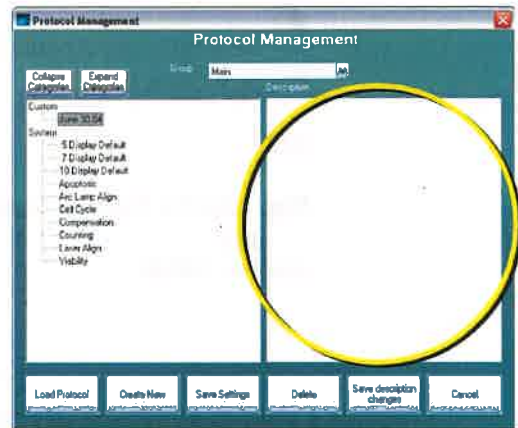 Protocol Management
Protocol Management
Group
Main
Collapse Categories
Expand Categories
Description
Custom
June 30 04
System
5 Display Default
7 Display Default
10 Display Default
Apoptosis
Arc Lamp Align
Cell Cycle
Compensation
Counting
Laser Align
Viability
Load Protocol
Create New
Save Settings
Delete
Save description changes
Cancel